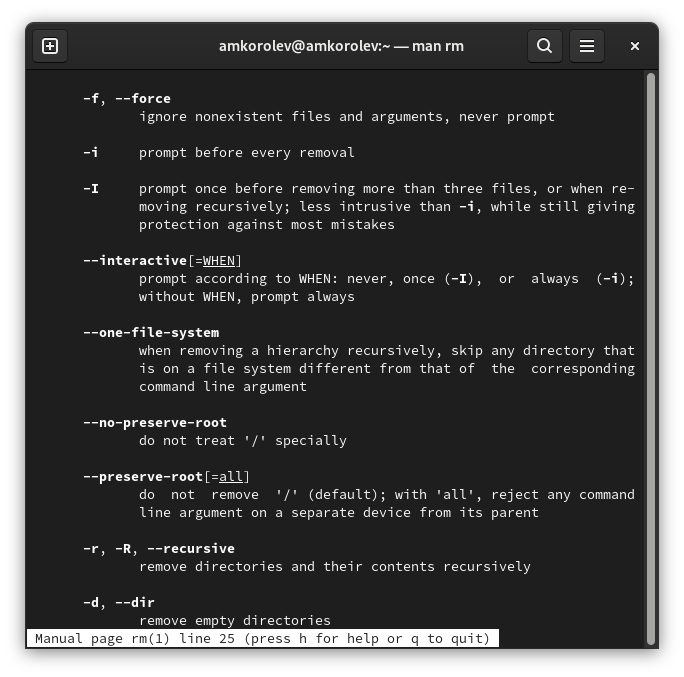 amkorolev@amkorolev:~ — man rm
-f, --force
ignore nonexistent files and arguments, never prompt
-i     prompt before every removal
-I     prompt once before removing more than three files, or when re-
moving recursively; less intrusive than -i, while still giving
protection against most mistakes
--interactive[=WHEN]
prompt according to WHEN: never, once (-I),  or  always  (-i);
without WHEN, prompt always
--one-file-system
when removing a hierarchy recursively, skip any directory that
is on a file system different from that of  the  corresponding
command line argument
--no-preserve-root
do not treat '/' specially
--preserve-root[=all]
do  not  remove  '/' (default); with 'all', reject any command
line argument on a separate device from its parent
-r, -R, --recursive
remove directories and their contents recursively
-d, --dir
remove empty directories
Manual page rm(1) line 25 (press h for help or q to quit)